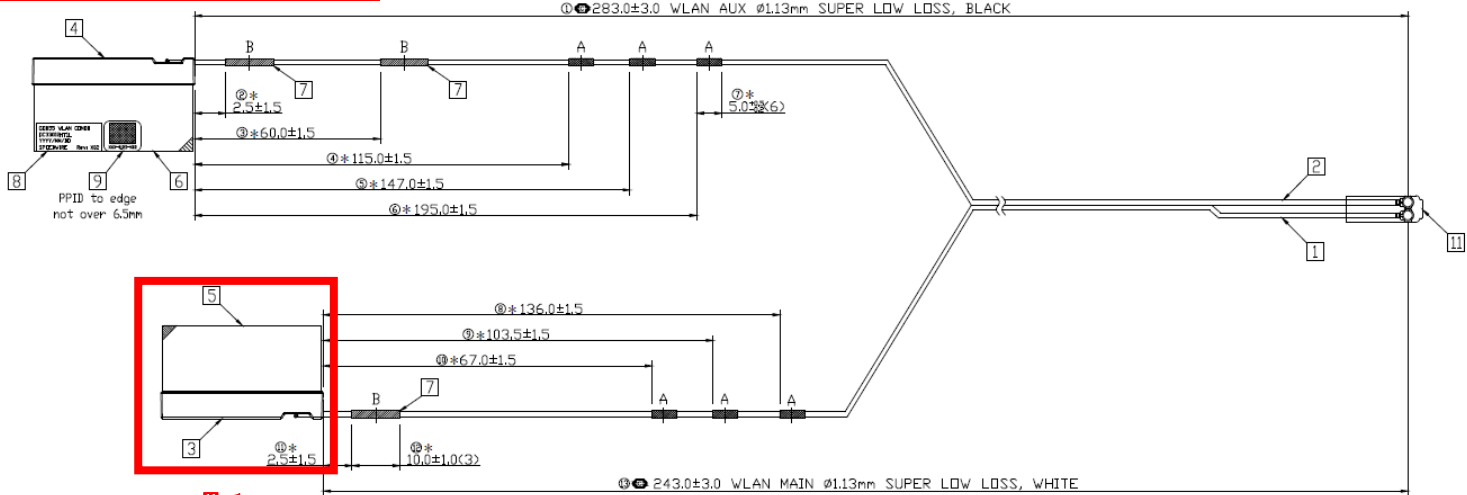 ①283.0±3.0 WLAN AUX Ø1.13mm SUPER LOW LOSS, BLACK
4
B
B
A
A
A
7
7
②*
2.5±1.5
⑦*
③*60.0±1.5
④*115.0±1.5
⑤*147.0±1.5
⑥*195.0±1.5
8
9
6
PPID to edge
not over 6.5mm
2
1
11
5
⑧*136.0±1.5
⑨*103.5±1.5
⑩*67.0±1.5
B
7
A
A
A
3
⑪*
2.5±1.5
⑫*
10.0±1.0(3)
⑬243.0±3.0 WLAN MAIN Ø1.13mm SUPER LOW LOSS, WHITE